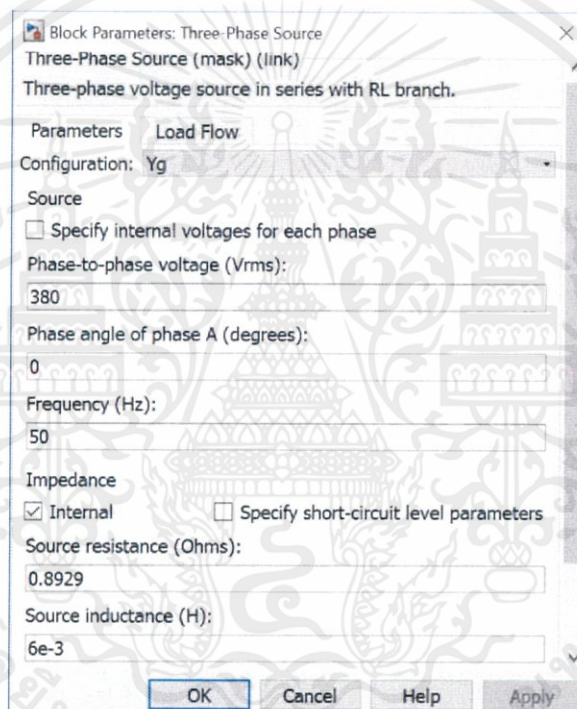 Block Parameters: Three-Phase Source
Three-Phase Source (mask) (link)
Three-phase voltage source in series with RL branch.
Parameters Load Flow
Configuration: Yg
Source
Specify internal voltages for each phase
Phase-to-phase voltage (Vrms):
380
Phase angle of phase A (degrees):
0
Frequency (Hz):
50
Impedance
Internal Specify short-circuit level parameters
Source resistance (Ohms):
0.8929
Source inductance (H):
6e-3
OK Cancel Help Apply